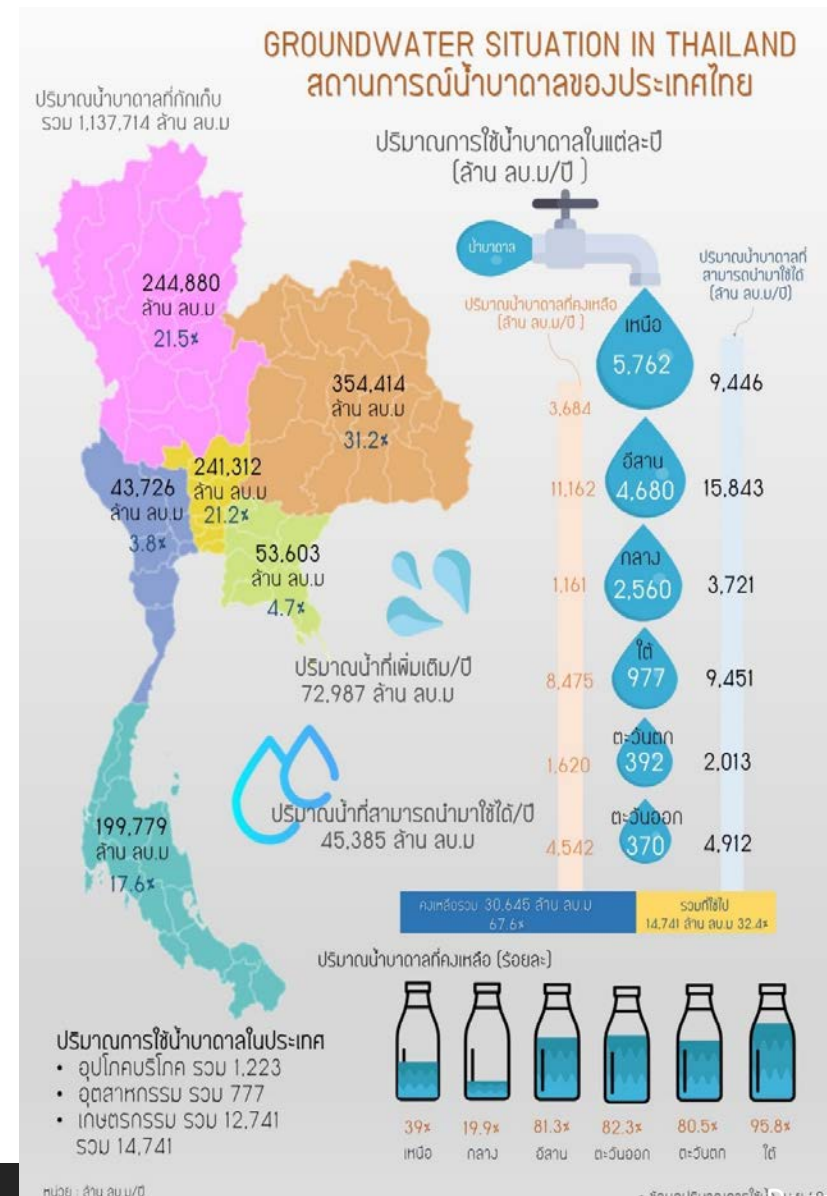 GROUNDWATER SITUATION IN THAILAND
สถานการณ์น้ำบาดาลของประเทศไทย
ปริมาณน้ำบาดาลที่กักเก็บ
รวม 1,137,714 ล้าน ลบ.ม
244,880
ล้าน ลบ.ม
21.5%
354,414
ล้าน ลบ.ม
31.2%
241,312
ล้าน ลบ.ม
21.2%
43,726
ล้าน ลบ.ม
3.8%
53,603
ล้าน ลบ.ม
4.7%
199,779
ล้าน ลบ.ม
17.6%
ปริมาณน้ำที่เพิ่มเติม/ปี
72,987 ล้าน ลบ.ม
ปริมาณน้ำที่สามารถนำมาใช้ได้/ปี
45,385 ล้าน ลบ.ม
ปริมาณการใช้น้ำบาดาลในแต่ละปี
(ล้าน ลบ.ม/ปี )
น้ำบาดาล
ปริมาณน้ำบาดาลที่คงเหลือ
(ล้าน ลบ.ม/ปี )
ปริมาณน้ำบาดาลที่
สามารถนำมาใช้ได้
(ล้าน ลบ.ม/ปี)
เหนือ
3,684 5,762 9,446
อีสาน
11,162 4,680 15,843
กลาง
1,161 2,560 3,721
ใต้
8,475 977 9,451
ตะวันตก
1,620 392 2,013
ตะวันออก
4,542 370 4,912
คงเหลือรวม 30,645 ล้าน ลบ.ม
67.6%
รวมที่ใช้ไป
14,741 ล้าน ลบ.ม 32.4%
ปริมาณน้ำบาดาลที่คงเหลือ (ร้อยละ)
39% 19.9% 81.3% 82.3% 80.5% 95.8%
เหนือ กลาง อีสาน ตะวันออก ตะวันตก ใต้
ปริมาณการใช้น้ำบาดาลในประเทศ
• อุปโภคบริโภค รวม 1,223
• อุตสาหกรรม รวม 777
• เกษตรกรรม รวม 12,741
รวม 14,741
หน่วย : ล้าน ลบ.ม/ปี